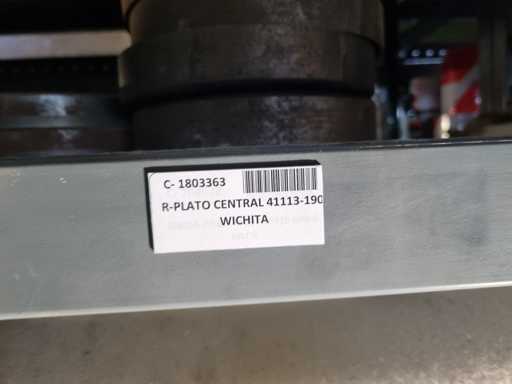 C- 1803363
R-PLATO CENTRAL 41113-190
WICHITA